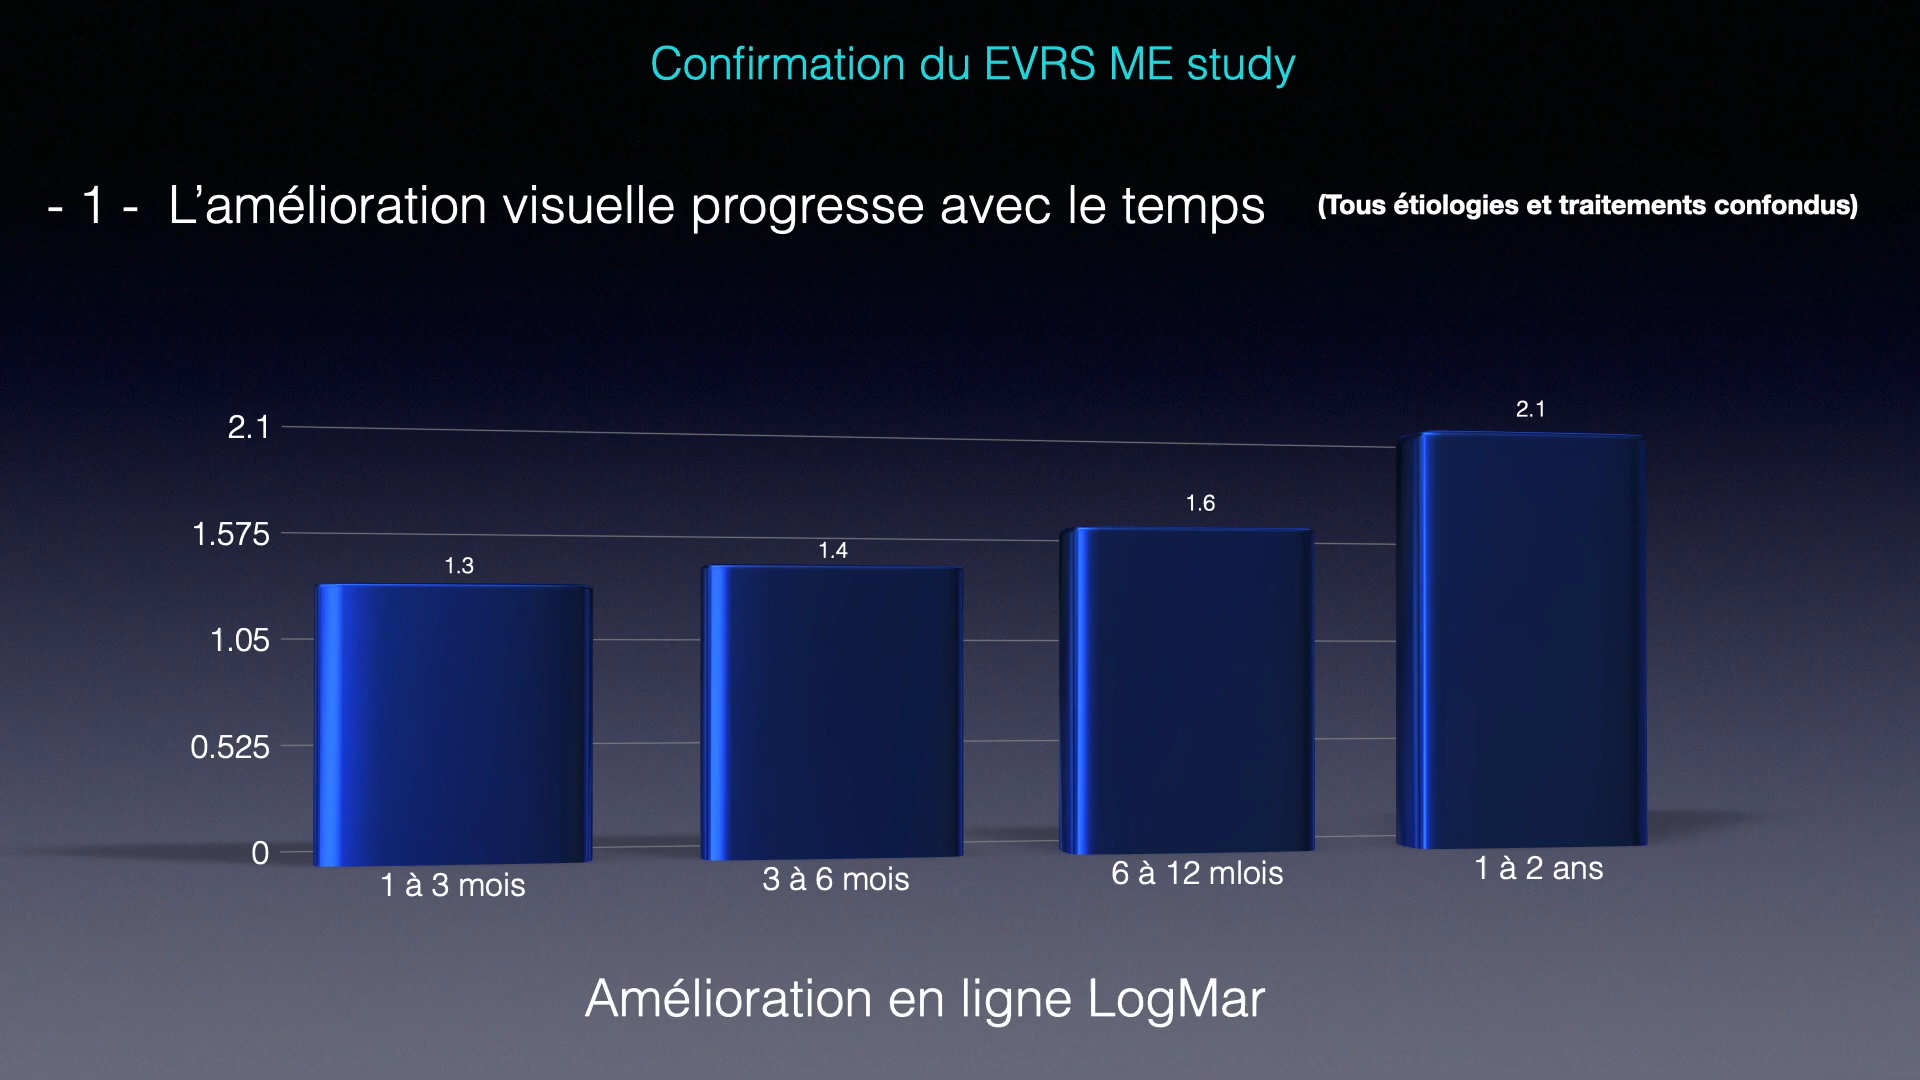 Confirmation du EVRS ME study
- 1 - L’amélioration visuelle progresse avec le temps (Tous étiologies et traitements confondus)
2.1
1.575
1.05
0.525
0
1.3
1.4
1.6
2.1
1 à 3 mois
3 à 6 mois
6 à 12 mlois
1 à 2 ans
Amélioration en ligne LogMar